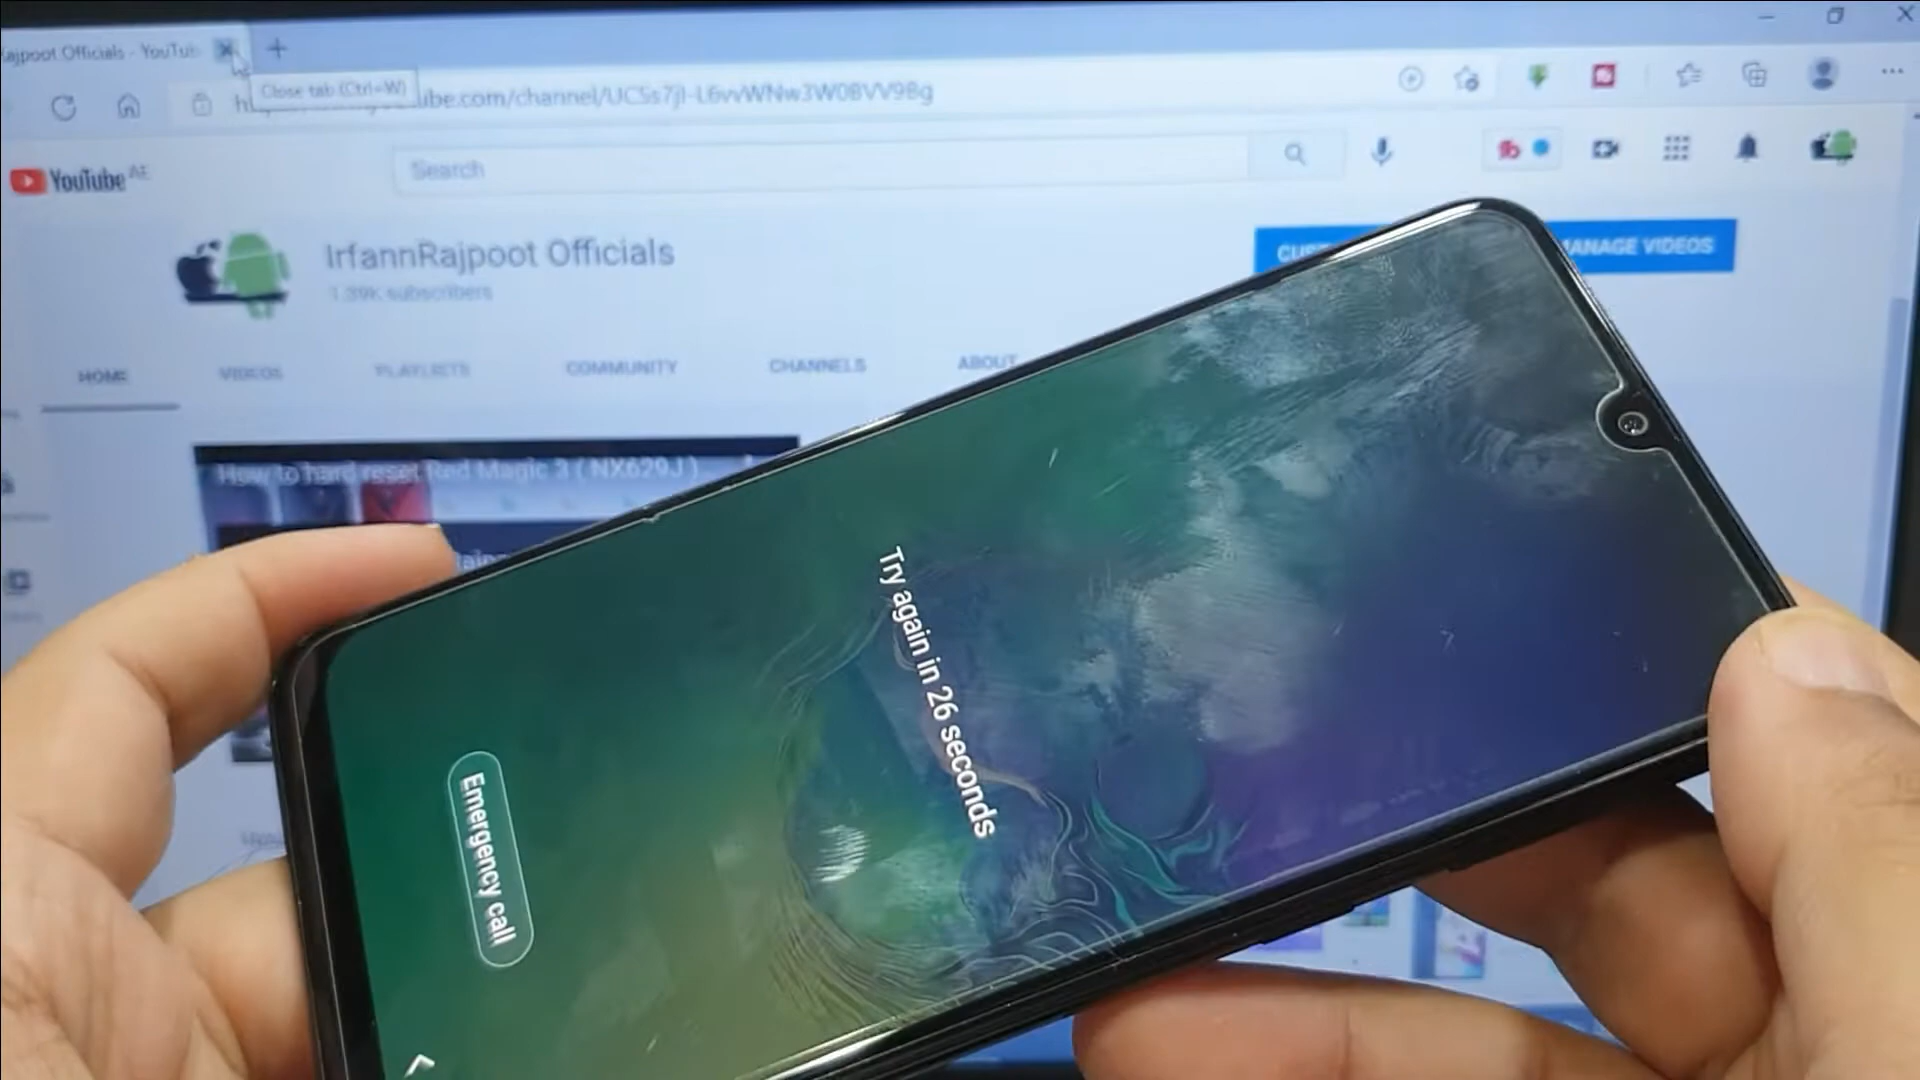 Rajpoot Officials - YouTub
Close tab (Ctrl+W)
ube.com/channel/UCSs7jI-L6vvWNw3W0BVV9Bg
YouTube AE
Search
IrfannRajpoot Officials
1.39K subscribers
CUST
MANAGE VIDEOS
HOME
VIDEOS
PLAYLISTS
COMMUNITY
CHANNELS
ABOUT
How to hard reset Red Magic 3 ( NX629J )
Try again in 26 seconds
Emergency call